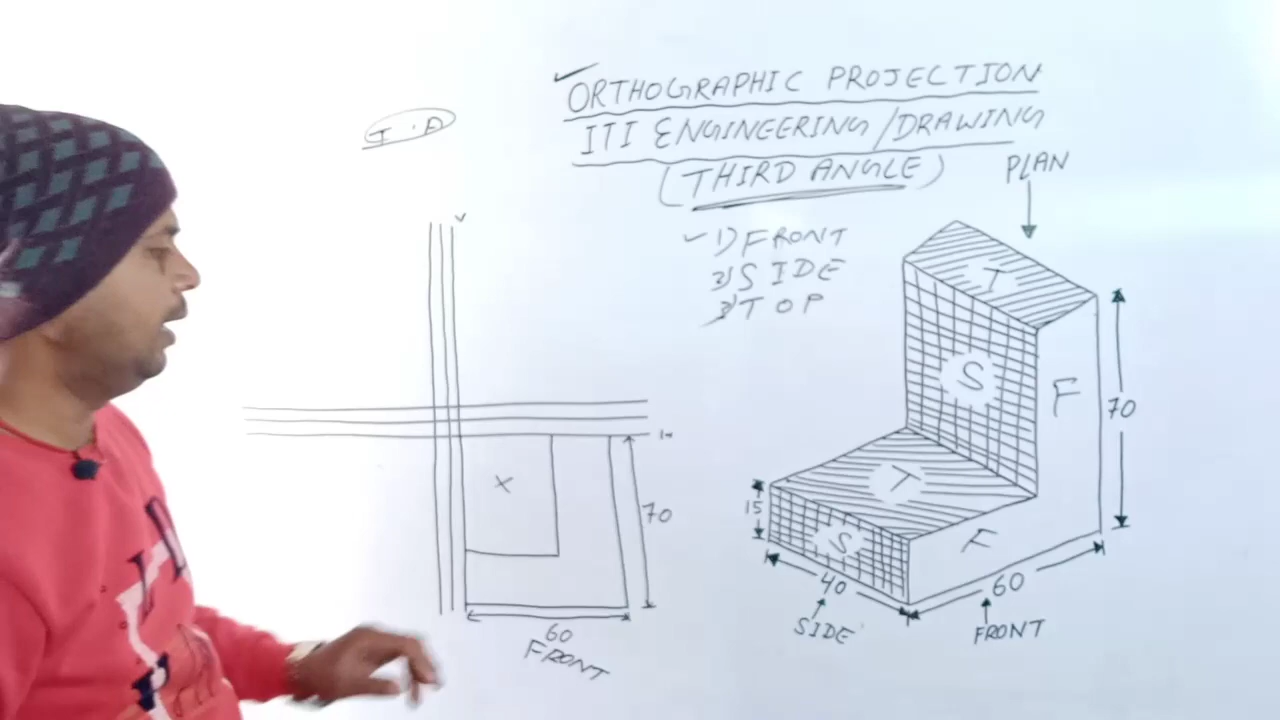 ORTHOGRAPHIC PROJECTION
ITI ENGINEERING/DRAWING
(THIRD ANGLE)
PLAN
1) FRONT
2) SIDE
3) TOP
T
S
F
70
T
15
S
F
40
60
SIDE
FRONT
X
70
60
FRONT